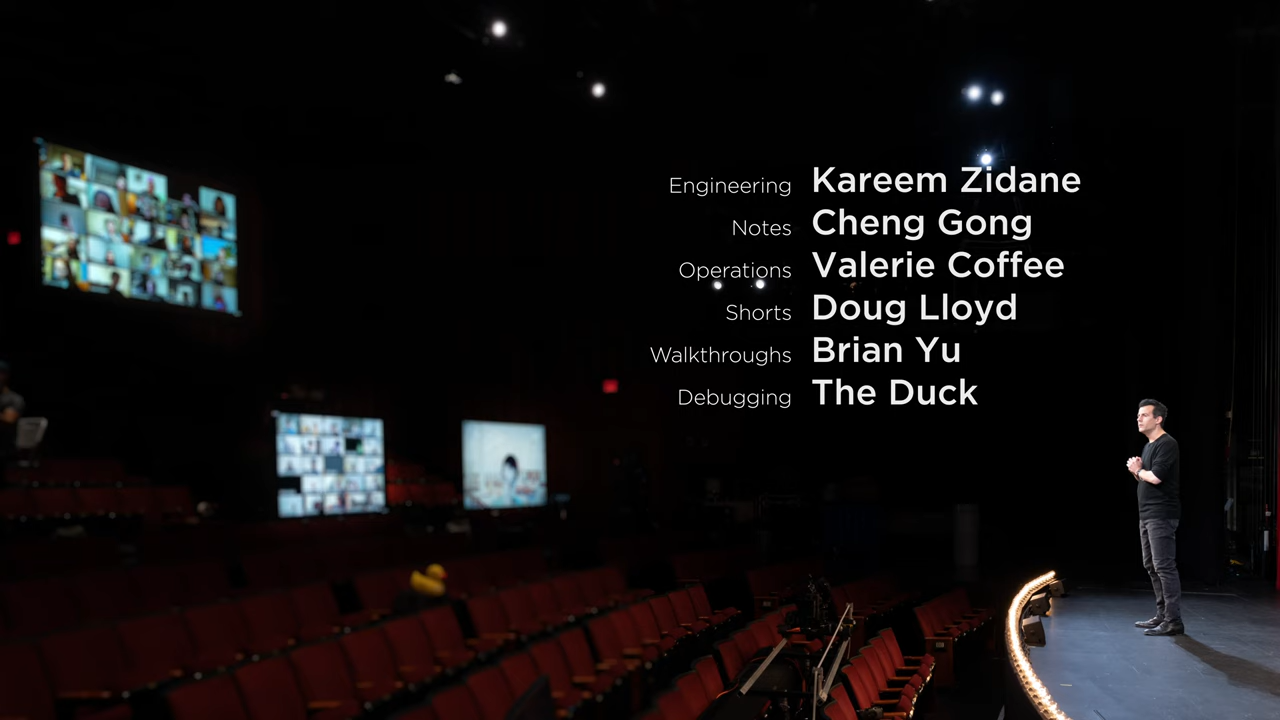 Engineering Kareem Zidane
Notes Cheng Gong
Operations Valerie Coffee
Shorts Doug Lloyd
Walkthroughs Brian Yu
Debugging The Duck